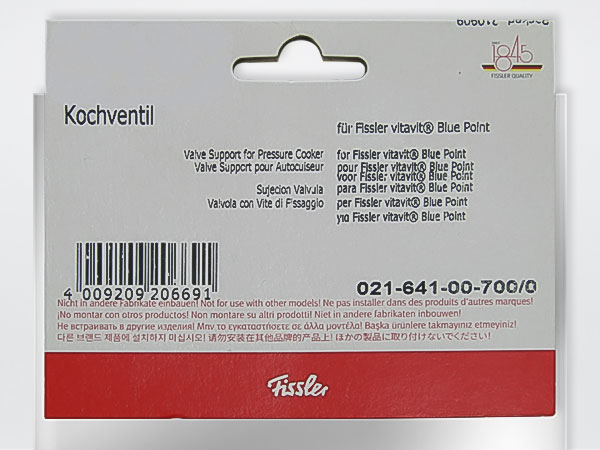 SINCE
1845
FISSLER QUALITY
Kochventil
für Fissler vitavit® Blue Point
Valve Support for Pressure Cooker for Fissler vitavit® Blue Point
Valve Support pour Autocuiseur pour Fissler vitavit® Blue Point
voor Fissler vitavit® Blue Point
Sujecion Valvula para Fissler vitavit® Blue Point
Valvola con Vite di Fissaggio per Fissler vitavit® Blue Point
για Fissler vitavit® Blue Point
4 009209 206691
021-641-00-700/0
Nicht in andere Fabrikate einbauen! Not for use with other models! Ne pas installer dans des produits d'autres marques!
¡No montar con otros productos! Non montare su altri prodotti! Niet in andere fabrikaten inbouwen!
Не встраивать в другие изделия! Μην το εγκαταστήσετε σε άλλα μοντέλα! Başka ürünlere takmayınız etmeyiniz!
다른 브랜드 제품에 설치하지 마십시오! 请勿安装在其他品牌的产品上! ほかの製品に取り付けないでください!
Fissler